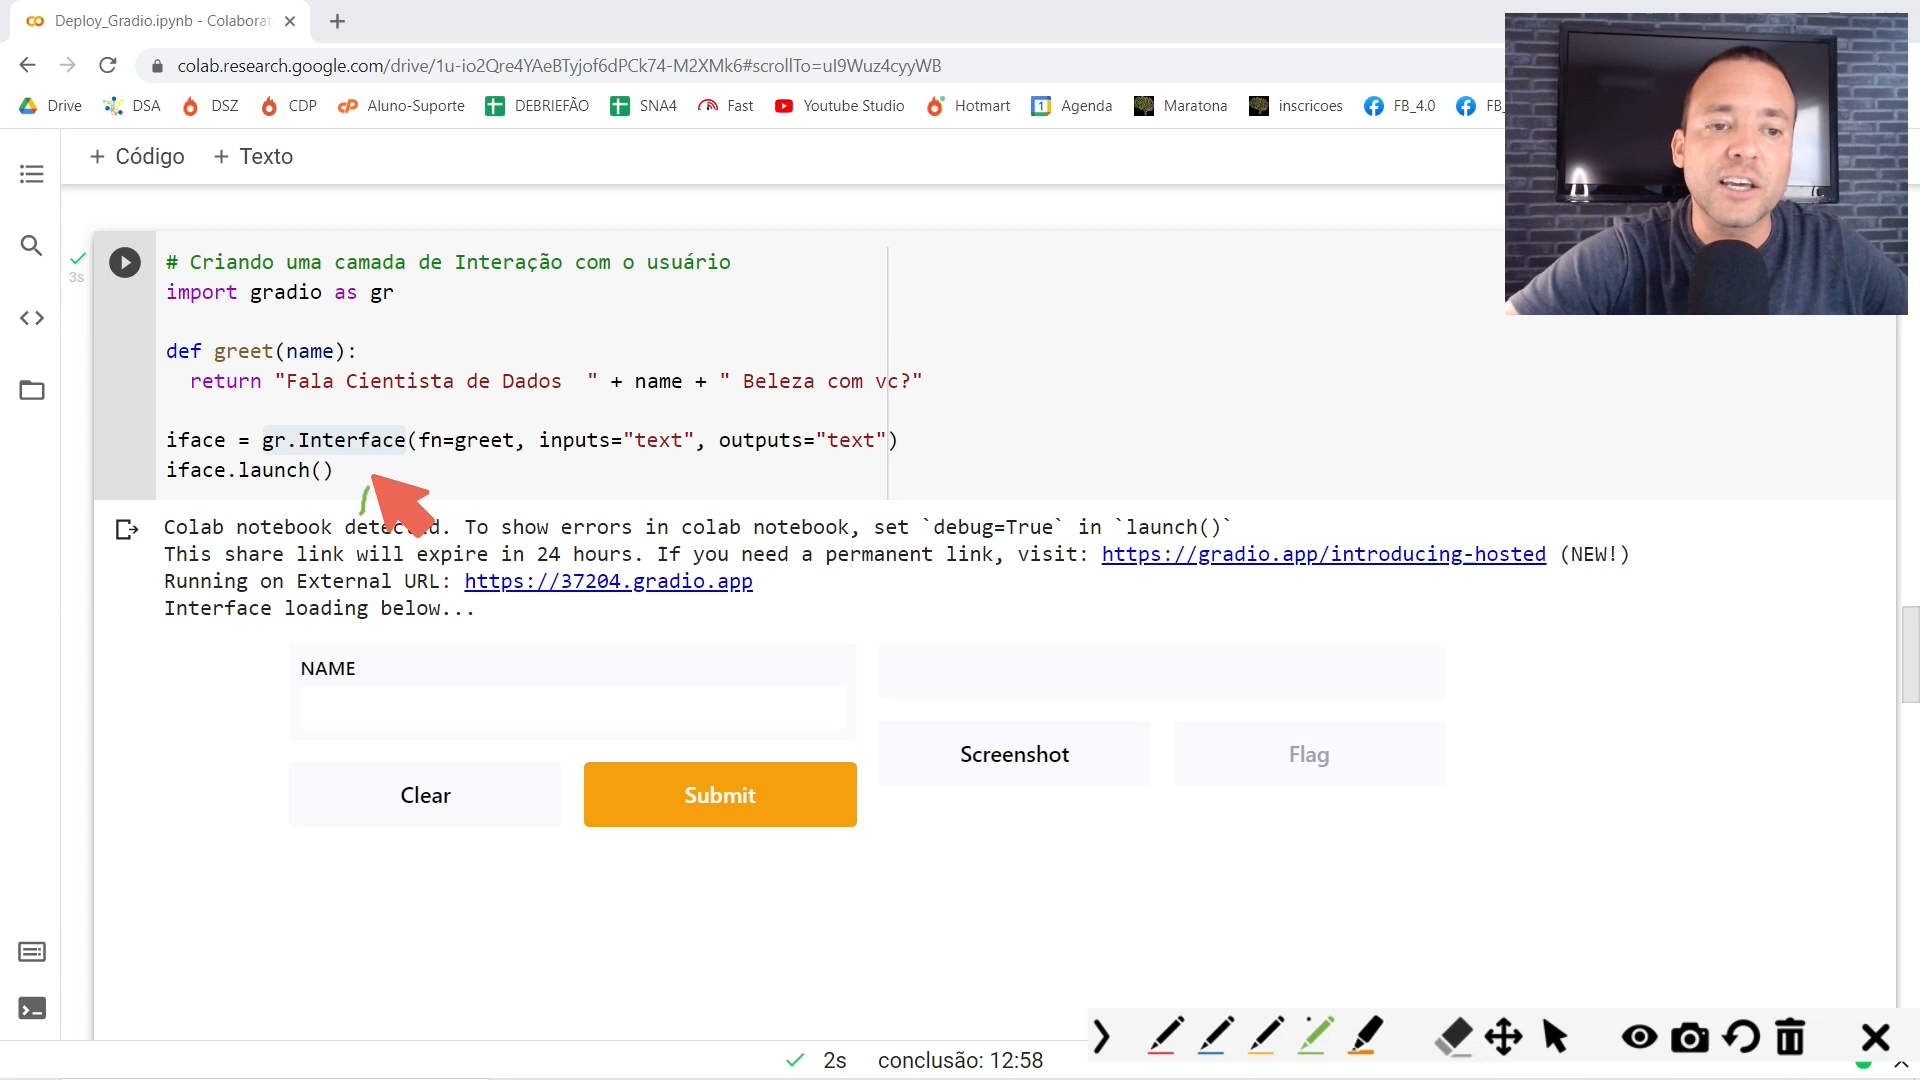 Deploy_Gradio.ipynb - Colaborat
colab.research.google.com/drive/1u-io2Qre4YAeBTyjof6dPCk74-M2XMk6#scrollTo=uI9Wuz4cyyWB
Drive DSA DSZ CDP Aluno-Suporte DEBRIEFÃO SNA4 Fast Youtube Studio Hotmart Agenda Maratona inscricoes FB_4.0 FB_
+ Código + Texto
3s
# Criando uma camada de Interação com o usuário
import gradio as gr
def greet(name):
return "Fala Cientista de Dados  " + name + " Beleza com vc?"
iface = gr.Interface(fn=greet, inputs="text", outputs="text")
iface.launch()
Colab notebook detected. To show errors in colab notebook, set `debug=True` in `launch()`
This share link will expire in 24 hours. If you need a permanent link, visit: https://gradio.app/introducing-hosted (NEW!)
Running on External URL: https://37204.gradio.app
Interface loading below...
NAME
Screenshot Flag
Clear Submit
2s conclusão: 12:58